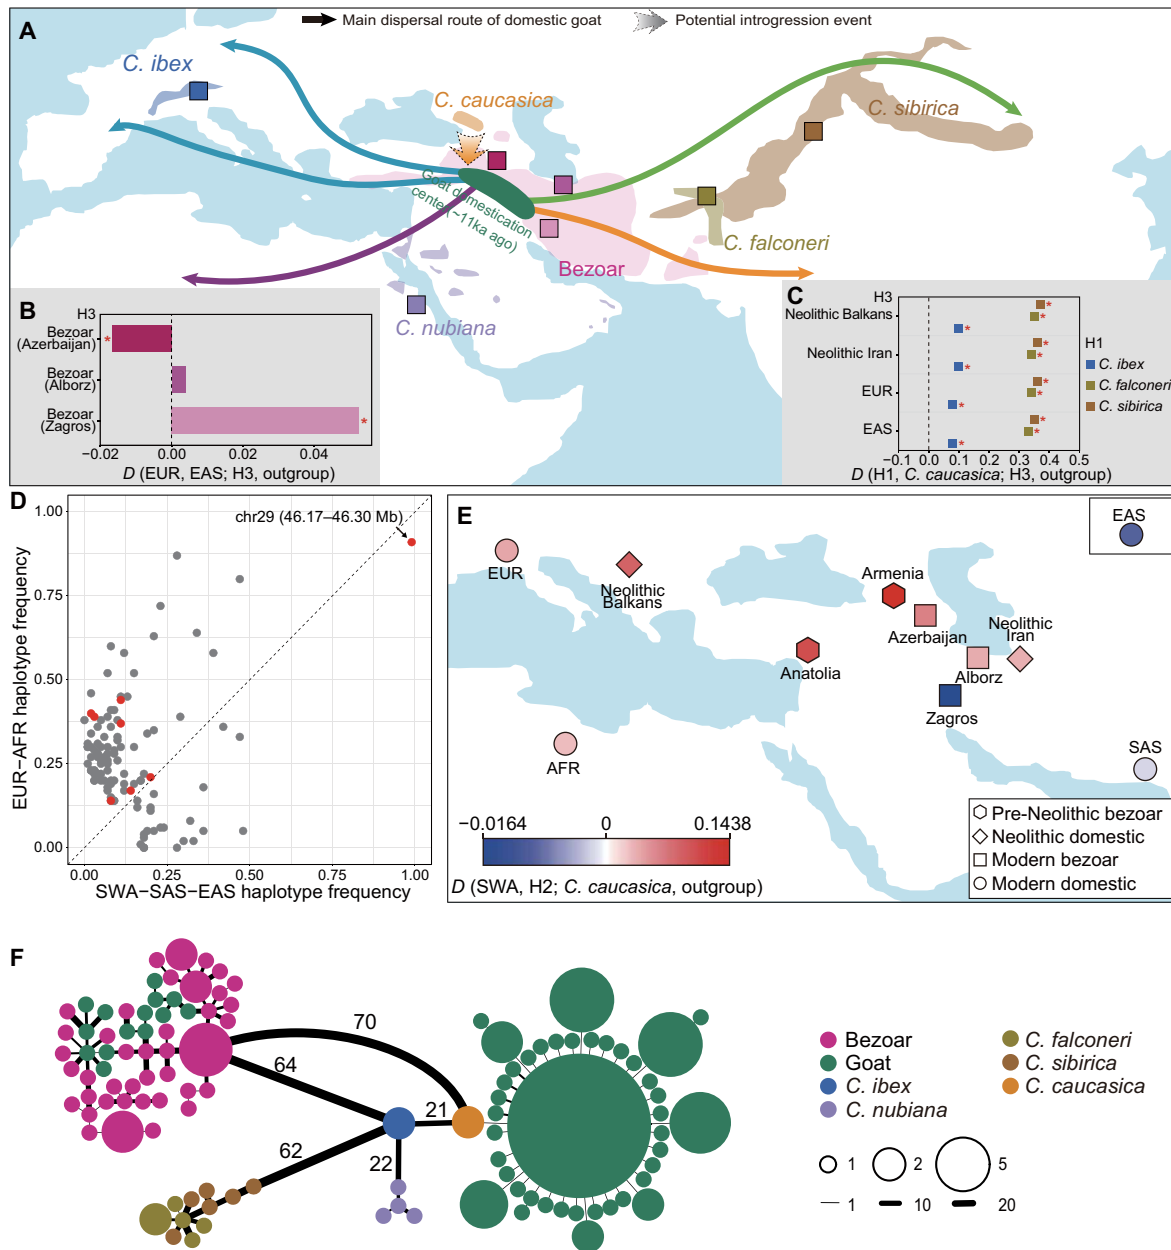 Main dispersal route of domestic goat
Potential introgression event
A
C. ibex
C. caucasica
C. sibirica
Goat domestication
center(~11ka ago)
C. falconeri
Bezoar
C. nubiana
B
H3
Bezoar
(Azerbaijan)
*
Bezoar
(Alborz)
Bezoar
(Zagros)
*
−0.02
0.00
0.02
0.04
D (EUR, EAS; H3, outgroup)
C
H3
Neolithic Balkans
* * *
Neolithic Iran
* * *
EUR
* * *
EAS
* * *
H1
C. ibex
C. falconeri
C. sibirica
−0.1
0.0
0.1
0.2
0.3
0.4
0.5
D (H1, C. caucasica; H3, outgroup)
D
chr29 (46.17−46.30 Mb)
1.00
0.75
0.50
0.25
0.00
EUR−AFR haplotype frequency
0.00
0.25
0.50
0.75
1.00
SWA−SAS−EAS haplotype frequency
E
EAS
EUR
Neolithic
Balkans
Armenia
Azerbaijan
Neolithic
Iran
Anatolia
Alborz
Zagros
AFR
SAS
−0.0164
0
0.1438
D (SWA, H2; C. caucasica, outgroup)
Pre-Neolithic bezoar
Neolithic domestic
Modern bezoar
Modern domestic
F
70
64
21
62
22
Bezoar
Goat
C. ibex
C. nubiana
C. falconeri
C. sibirica
C. caucasica
1
2
5
1
10
20